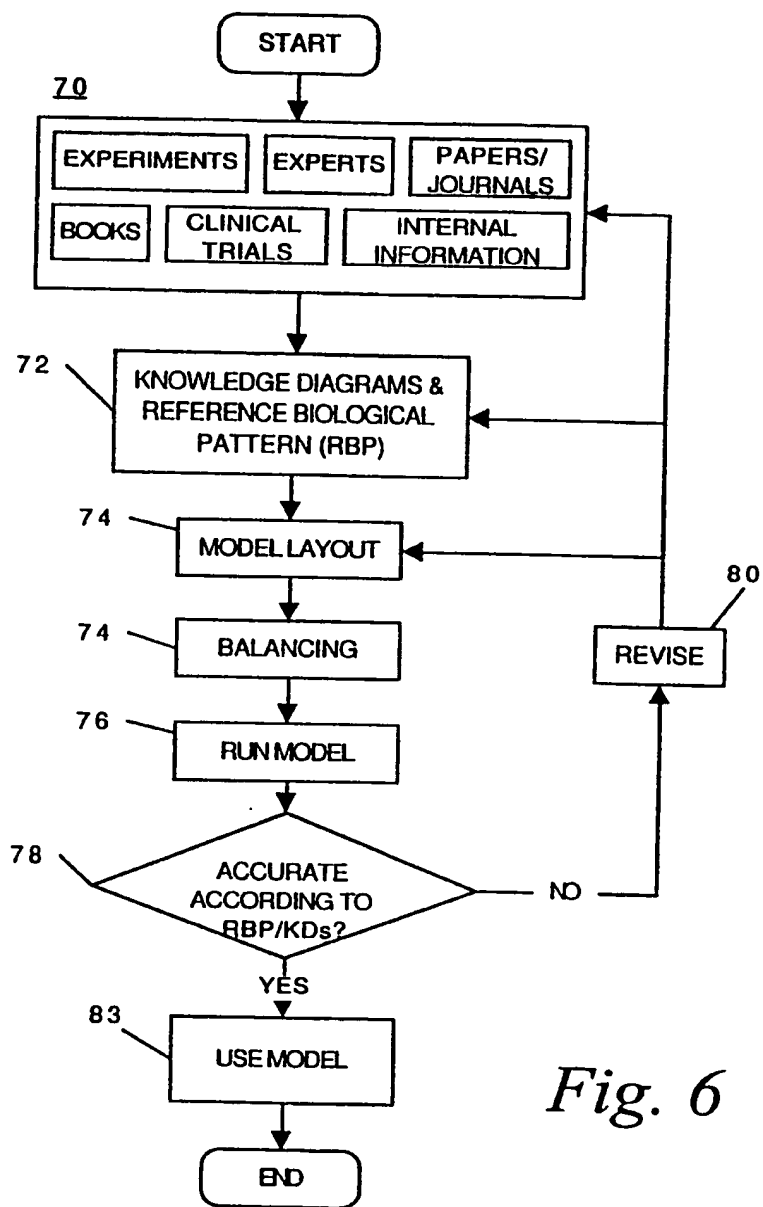 START
70
EXPERIMENTS
EXPERTS
PAPERS/
JOURNALS
BOOKS
CLINICAL
TRIALS
INTERNAL
INFORMATION
72
KNOWLEDGE DIAGRAMS &
REFERENCE BIOLOGICAL
PATTERN (RBP)
74
MODEL LAYOUT
80
74
BALANCING
REVISE
76
RUN MODEL
78
ACCURATE
ACCORDING TO
RBP/KDs?
NO
YES
83
USE MODEL
Fig. 6
END